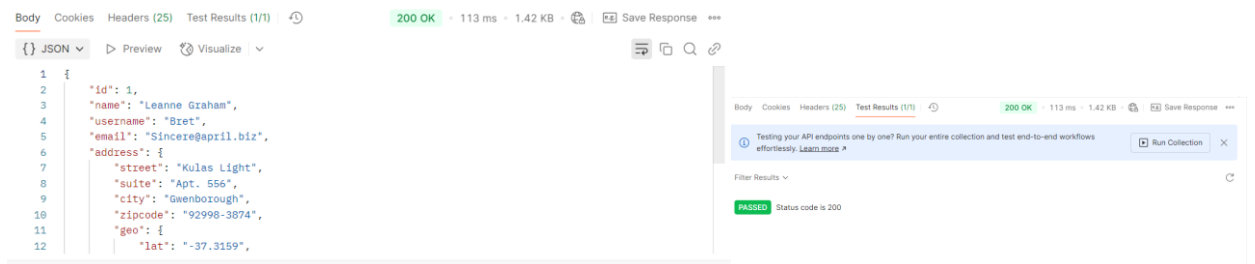 Body Cookies Headers (25) Test Results (1/1) 200 OK 113 ms 1.42 KB Save Response
{} JSON Preview Visualize
1 {
2 "id": 1,
3 "name": "Leanne Graham",
4 "username": "Bret",
5 "email": "Sincere@april.biz",
6 "address": {
7 "street": "Kulas Light",
8 "suite": "Apt. 556",
9 "city": "Gwenborough",
10 "zipcode": "92998-3874",
11 "geo": {
12 "lat": "-37.3159",
Body Cookies Headers (25) Test Results (1/1) 200 OK 113 ms 1.42 KB Save Response
Testing your API endpoints one by one? Run your entire collection and test end-to-end workflows
effortlessly. Learn more
Run Collection
Filter Results
PASSED Status code is 200